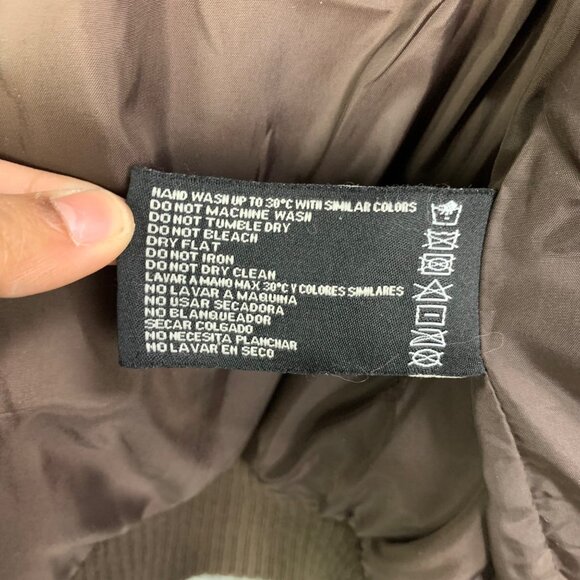 HAND WASH UP TO 30°C WITH SIMILAR COLORS
DO NOT MACHINE WASH
DO NOT TUMBLE DRY
DO NOT BLEACH
DRY FLAT
DO NOT IRON
DO NOT DRY CLEAN
LAVAR A MANO MAX 30°C Y COLORES SIMILARES
NO LAVAR A MAQUINA
NO USAR SECADORA
NO BLANQUEADOR
SECAR COLGADO
NO NECESITA PLANCHAR
NO LAVAR EN SECO